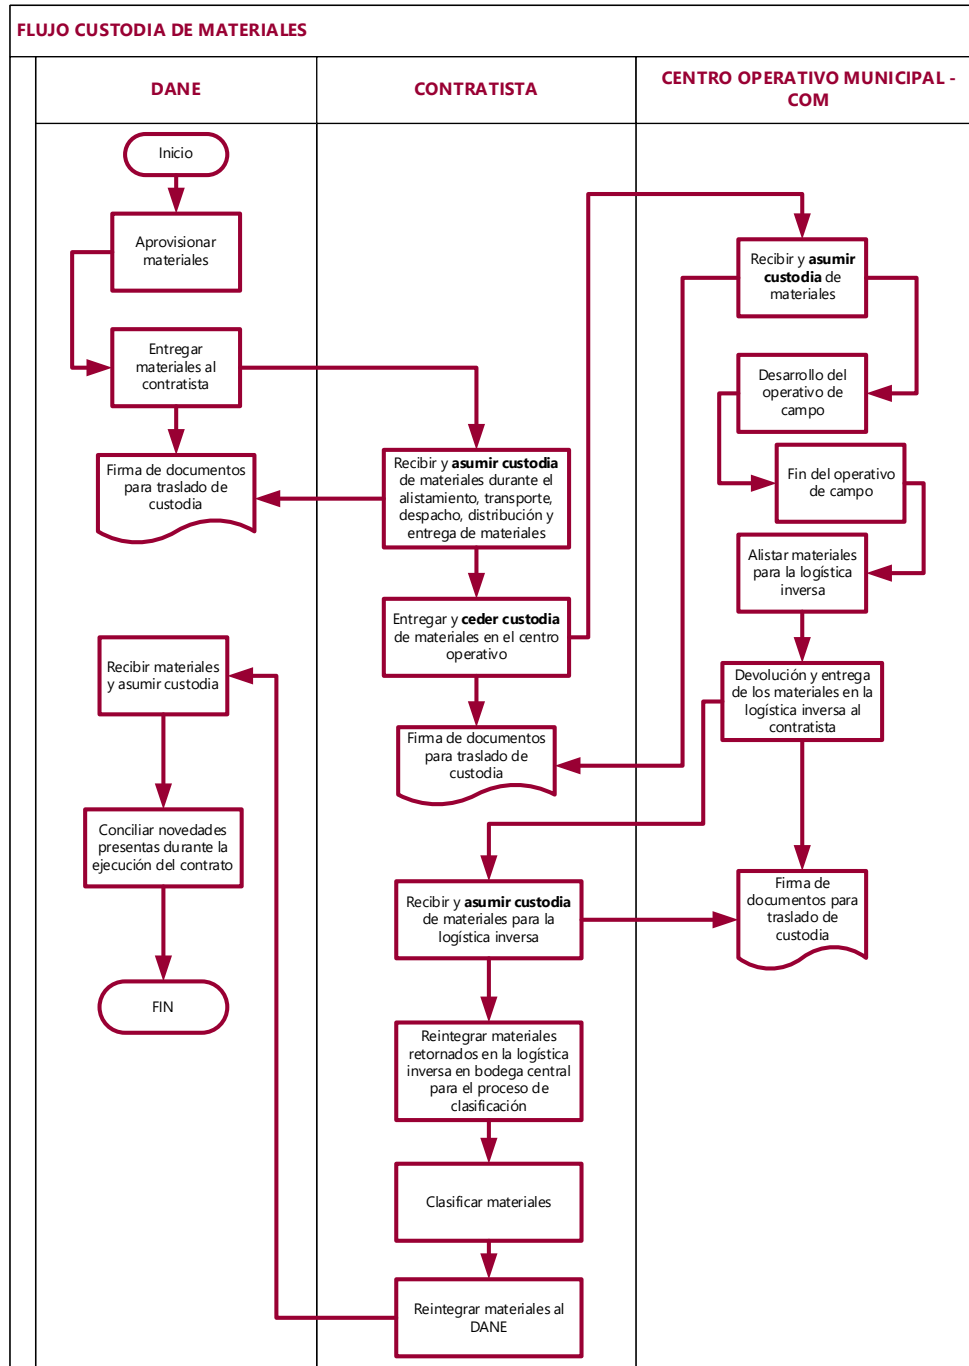 FLUJO CUSTODIA DE MATERIALES
DANE
CONTRATISTA
CENTRO OPERATIVO MUNICIPAL -
COM
Inicio
Aprovisionar
materiales
Entregar
materiales al
contratista
Firma de documentos
para traslado de
custodia
Recibir materiales
y asumir custodia
Conciliar novedades
presentas durante la
ejecución del contrato
FIN
Recibir y asumir custodia
de materiales durante el
alistamiento, transporte,
despacho, distribución y
entrega de materiales
Entregar y ceder custodia
de materiales en el centro
operativo
Firma de documentos
para traslado de
custodia
Recibir y asumir custodia
de materiales para la
logística inversa
Reintegrar materiales
retornados en la logística
inversa en bodega central
para el proceso de
clasificación
Clasificar materiales
Reintegrar materiales al
DANE
Recibir y asumir
custodia de
materiales
Desarrollo del
operativo de
campo
Fin del operativo
de campo
Alistar materiales
para la logística
inversa
Devolución y entrega
de los materiales en la
logística inversa al
contratista
Firma de
documentos para
traslado de
custodia